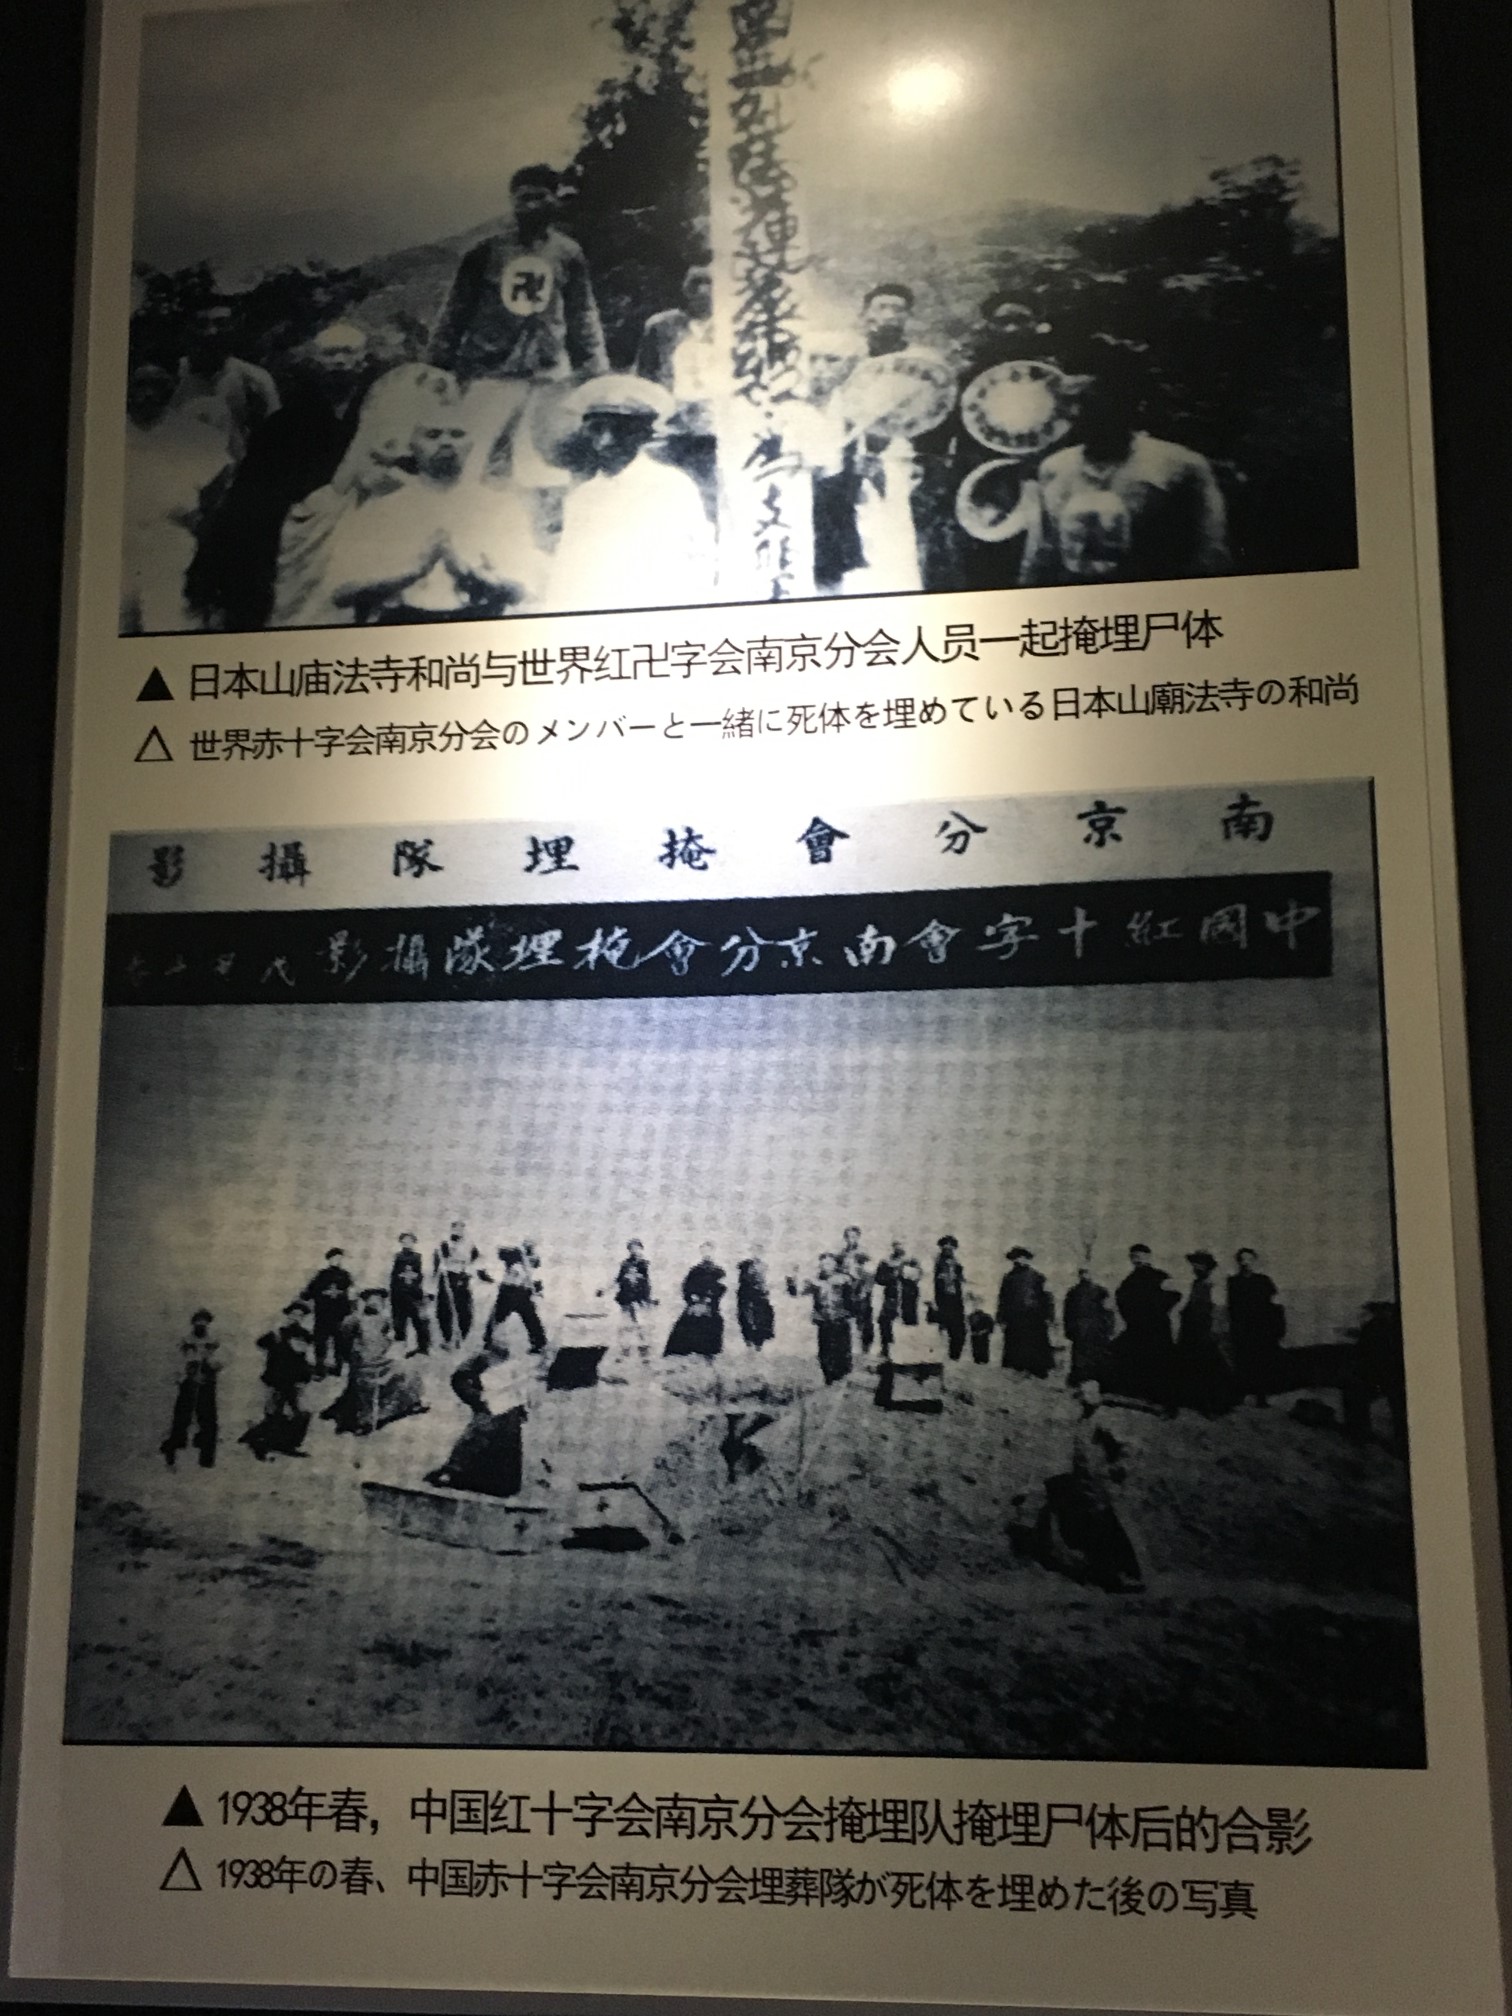 ▲ 日本山庙法寺和尚与世界红卍字会南京分会人员一起掩埋尸体
△ 世界赤十字会南京分会のメンバーと一緒に死体を埋めている日本山廟法寺の和尚
南京分會掩埋隊攝影
中國紅十字會南京分會掩埋隊攝影
▲ 1938年春，中国红十字会南京分会掩埋队掩埋尸体后的合影
△ 1938年の春、中国赤十字会南京分会埋葬隊が死体を埋めた後の写真